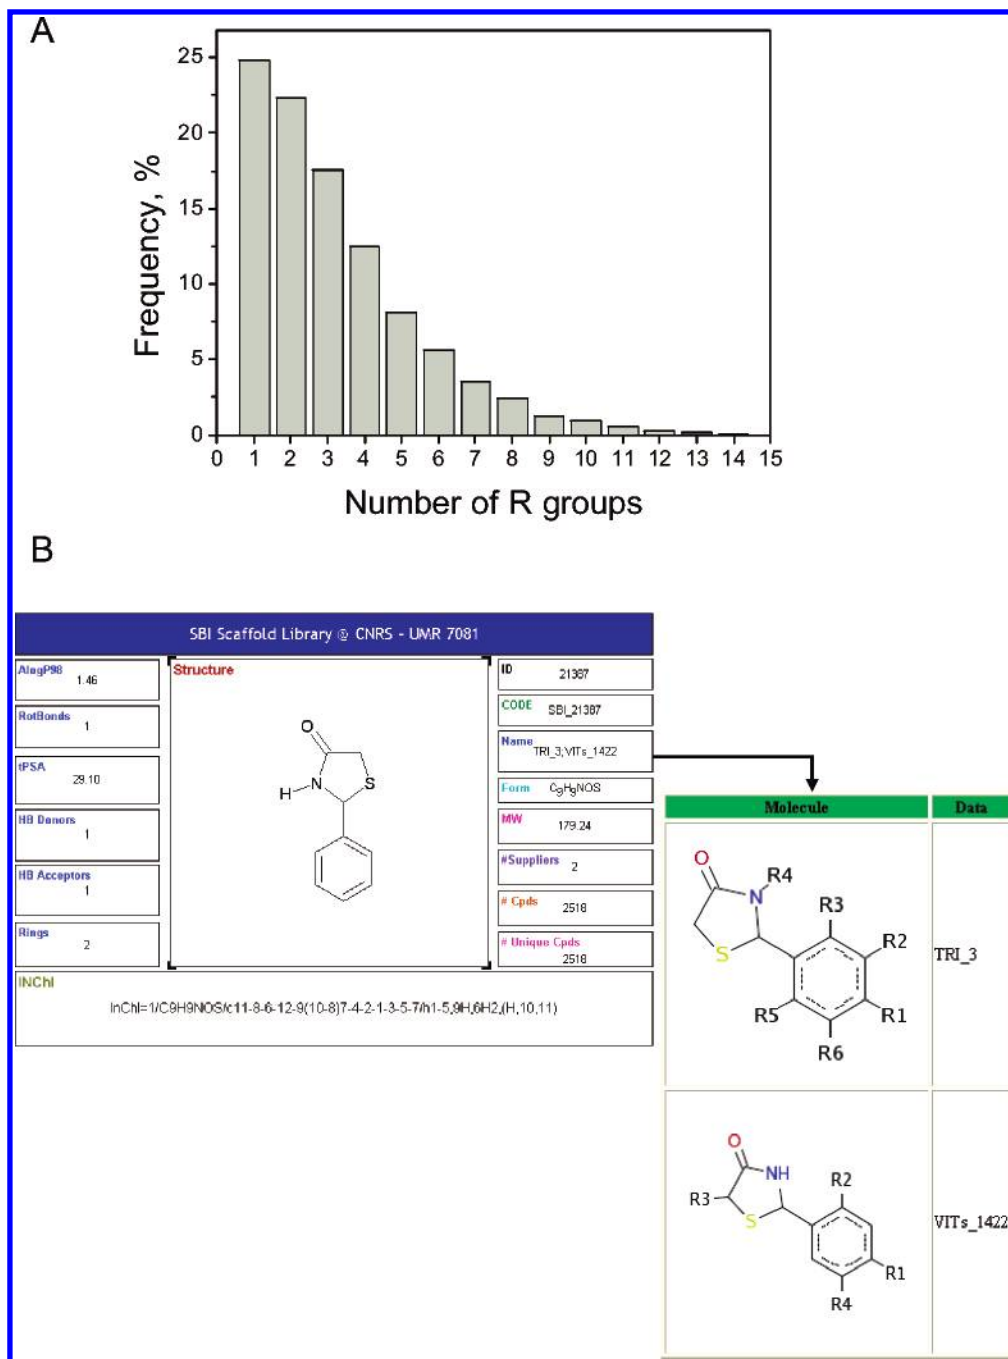 A
Frequency, %
25
20
15
10
5
0
0 1 2 3 4 5 6 7 8 9 10 11 12 13 14 15
Number of R groups
B
SBI Scaffold Library @ CNRS - UMR 7081
AlogP98
1.46
RotBonds
1
tPSA
29.10
HB Donors
1
HB Acceptors
1
Rings
2
Structure
O
N
H
S
ID
21387
CODE
SBI_21387
Name
TRI_3;VITs_1422
Form
C9H9NOS
MW
179.24
#Suppliers
2
# Cpds
2518
# Unique Cpds
2518
INChI
InChI=1/C9H9NOS/c11-8-6-12-9(10-8)7-4-2-1-3-5-7/h1-5,9H,6H2,(H,10,11)
Molecule Data
O
R4
N
R3
R2
S
R5
R1
R6
TRI_3
O
NH
R3
R2
S
R1
R4
VITs_1422